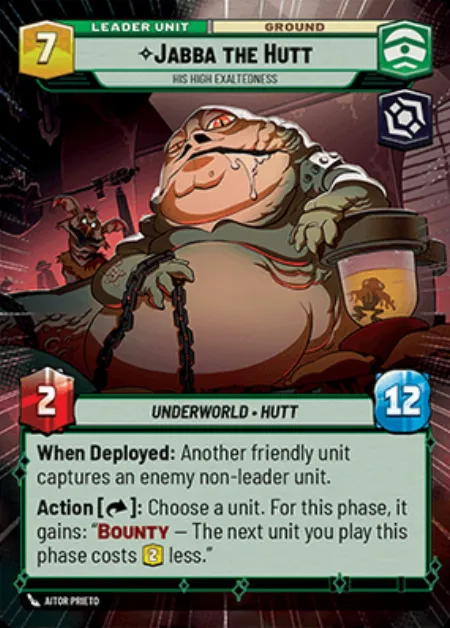 LEADER UNIT GROUND
7 ✧JABBA THE HUTT
HIS HIGH EXALTEDNESS
2 UNDERWORLD • HUTT 12
When Deployed: Another friendly unit
captures an enemy non-leader unit.
Action [↷]: Choose a unit. For this phase, it
gains: “BOUNTY – The next unit you play this
phase costs 2 less.”
AITOR PRIETO